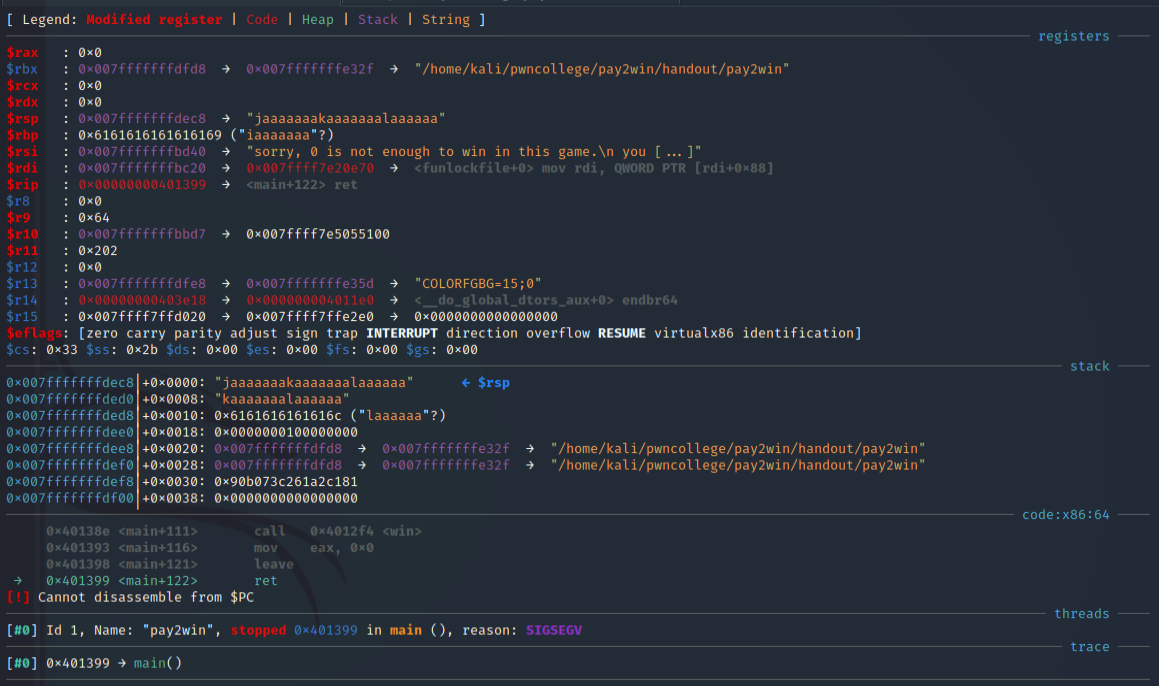 [ Legend: Modified register | Code | Heap | Stack | String ]
registers
$rax : 0×0
$rbx : 0×007fffffffdfd8 → 0×007fffffffe32f → "/home/kali/pwncollege/pay2win/handout/pay2win"
$rcx : 0×0
$rdx : 0×0
$rsp : 0×007fffffffdec8 → "jaaaaaaakaaaaaaalaaaaaa"
$rbp : 0×6161616161616169 ("iaaaaaaa"?)
$rsi : 0×007fffffffbd40 → "sorry, 0 is not enough to win in this game.\n you [...]"
$rdi : 0×007fffffffbc20 → 0×007ffff7e20e70 → <funlockfile+0> mov rdi, QWORD PTR [rdi+0×88]
$rip : 0×00000000401399 → <main+122> ret
$r8 : 0×0
$r9 : 0×64
$r10 : 0×007fffffffbbd7 → 0×007ffff7e5055100
$r11 : 0×202
$r12 : 0×0
$r13 : 0×007fffffffdfe8 → 0×007fffffffe35d → "COLORFGBG=15;0"
$r14 : 0×00000000403e18 → 0×000000004011e0 → <__do_global_dtors_aux+0> endbr64
$r15 : 0×007ffff7ffd020 → 0×007ffff7ffe2e0 → 0×0000000000000000
$eflags: [zero carry parity adjust sign trap INTERRUPT direction overflow RESUME virtualx86 identification]
$cs: 0×33 $ss: 0×2b $ds: 0×00 $es: 0×00 $fs: 0×00 $gs: 0×00
stack
0×007fffffffdec8│+0×0000: "jaaaaaaakaaaaaaalaaaaaa" ← $rsp
0×007fffffffded0│+0×0008: "kaaaaaaalaaaaaa"
0×007fffffffded8│+0×0010: 0×6161616161616c ("laaaaaa"?)
0×007fffffffdee0│+0×0018: 0×0000000100000000
0×007fffffffdee8│+0×0020: 0×007fffffffdfd8 → 0×007fffffffe32f → "/home/kali/pwncollege/pay2win/handout/pay2win"
0×007fffffffdef0│+0×0028: 0×007fffffffdfd8 → 0×007fffffffe32f → "/home/kali/pwncollege/pay2win/handout/pay2win"
0×007fffffffdef8│+0×0030: 0×90b073c261a2c181
0×007fffffffdf00│+0×0038: 0×0000000000000000
code:x86:64
0×40138e <main+111> call 0×4012f4 <win>
0×401393 <main+116> mov eax, 0×0
0×401398 <main+121> leave
→ 0×401399 <main+122> ret
[!] Cannot disassemble from $PC
threads
[#0] Id 1, Name: "pay2win", stopped 0×401399 in main (), reason: SIGSEGV
trace
[#0] 0×401399 → main()